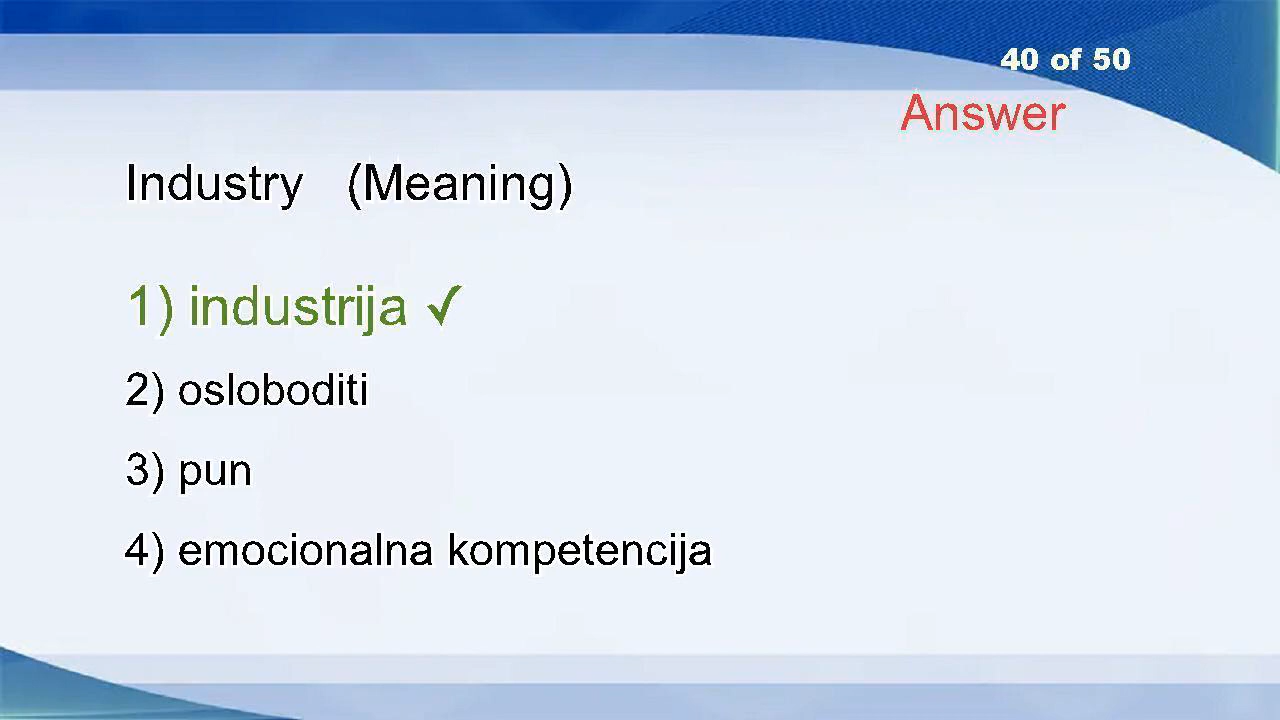 40 of 50
Answer
Industry (Meaning)
1) industrija ✓
2) osloboditi
3) pun
4) emocionalna kompetencija